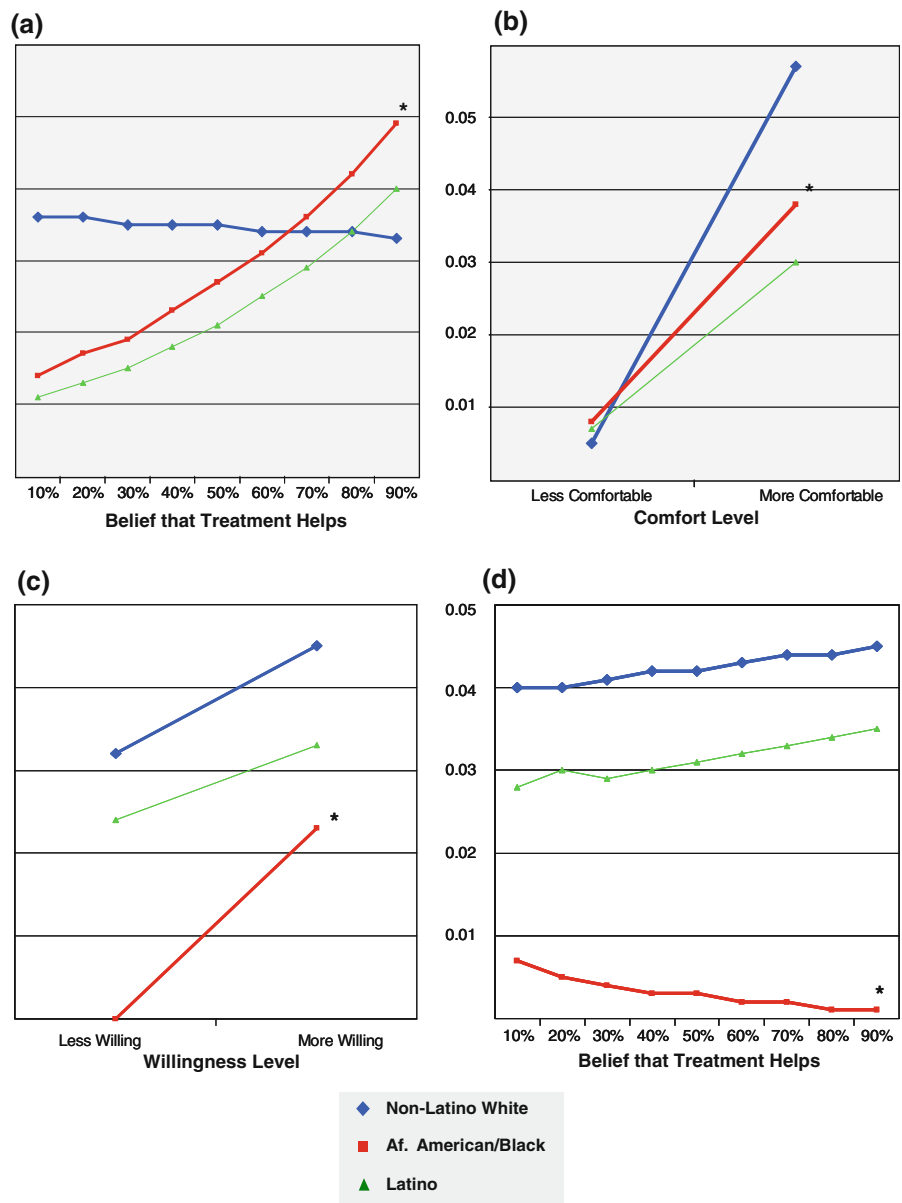 (a)
*
10% 20% 30% 40% 50% 60% 70% 80% 90%
Belief that Treatment Helps
(b)
0.05
0.04
0.03
0.02
0.01
*
Less Comfortable More Comfortable
Comfort Level
(c)
*
Less Willing More Willing
Willingness Level
(d)
0.05
0.04
0.03
0.02
0.01
*
10% 20% 30% 40% 50% 60% 70% 80% 90%
Belief that Treatment Helps
Non-Latino White
Af. American/Black
Latino